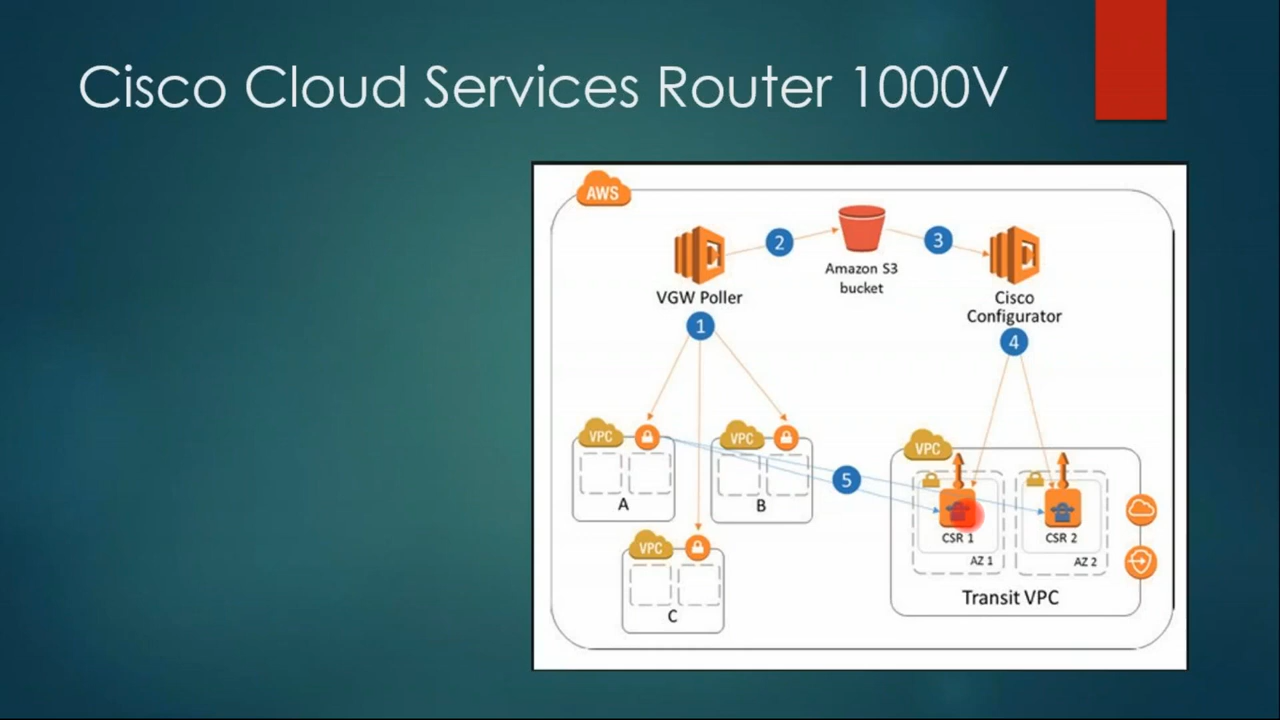 Cisco Cloud Services Router 1000V
AWS
2
3
Amazon S3
bucket
VGW Poller
Cisco
Configurator
1
4
VPC
VPC
VPC
5
A
B
CSR 1
CSR 2
AZ 1
AZ 2
VPC
Transit VPC
C